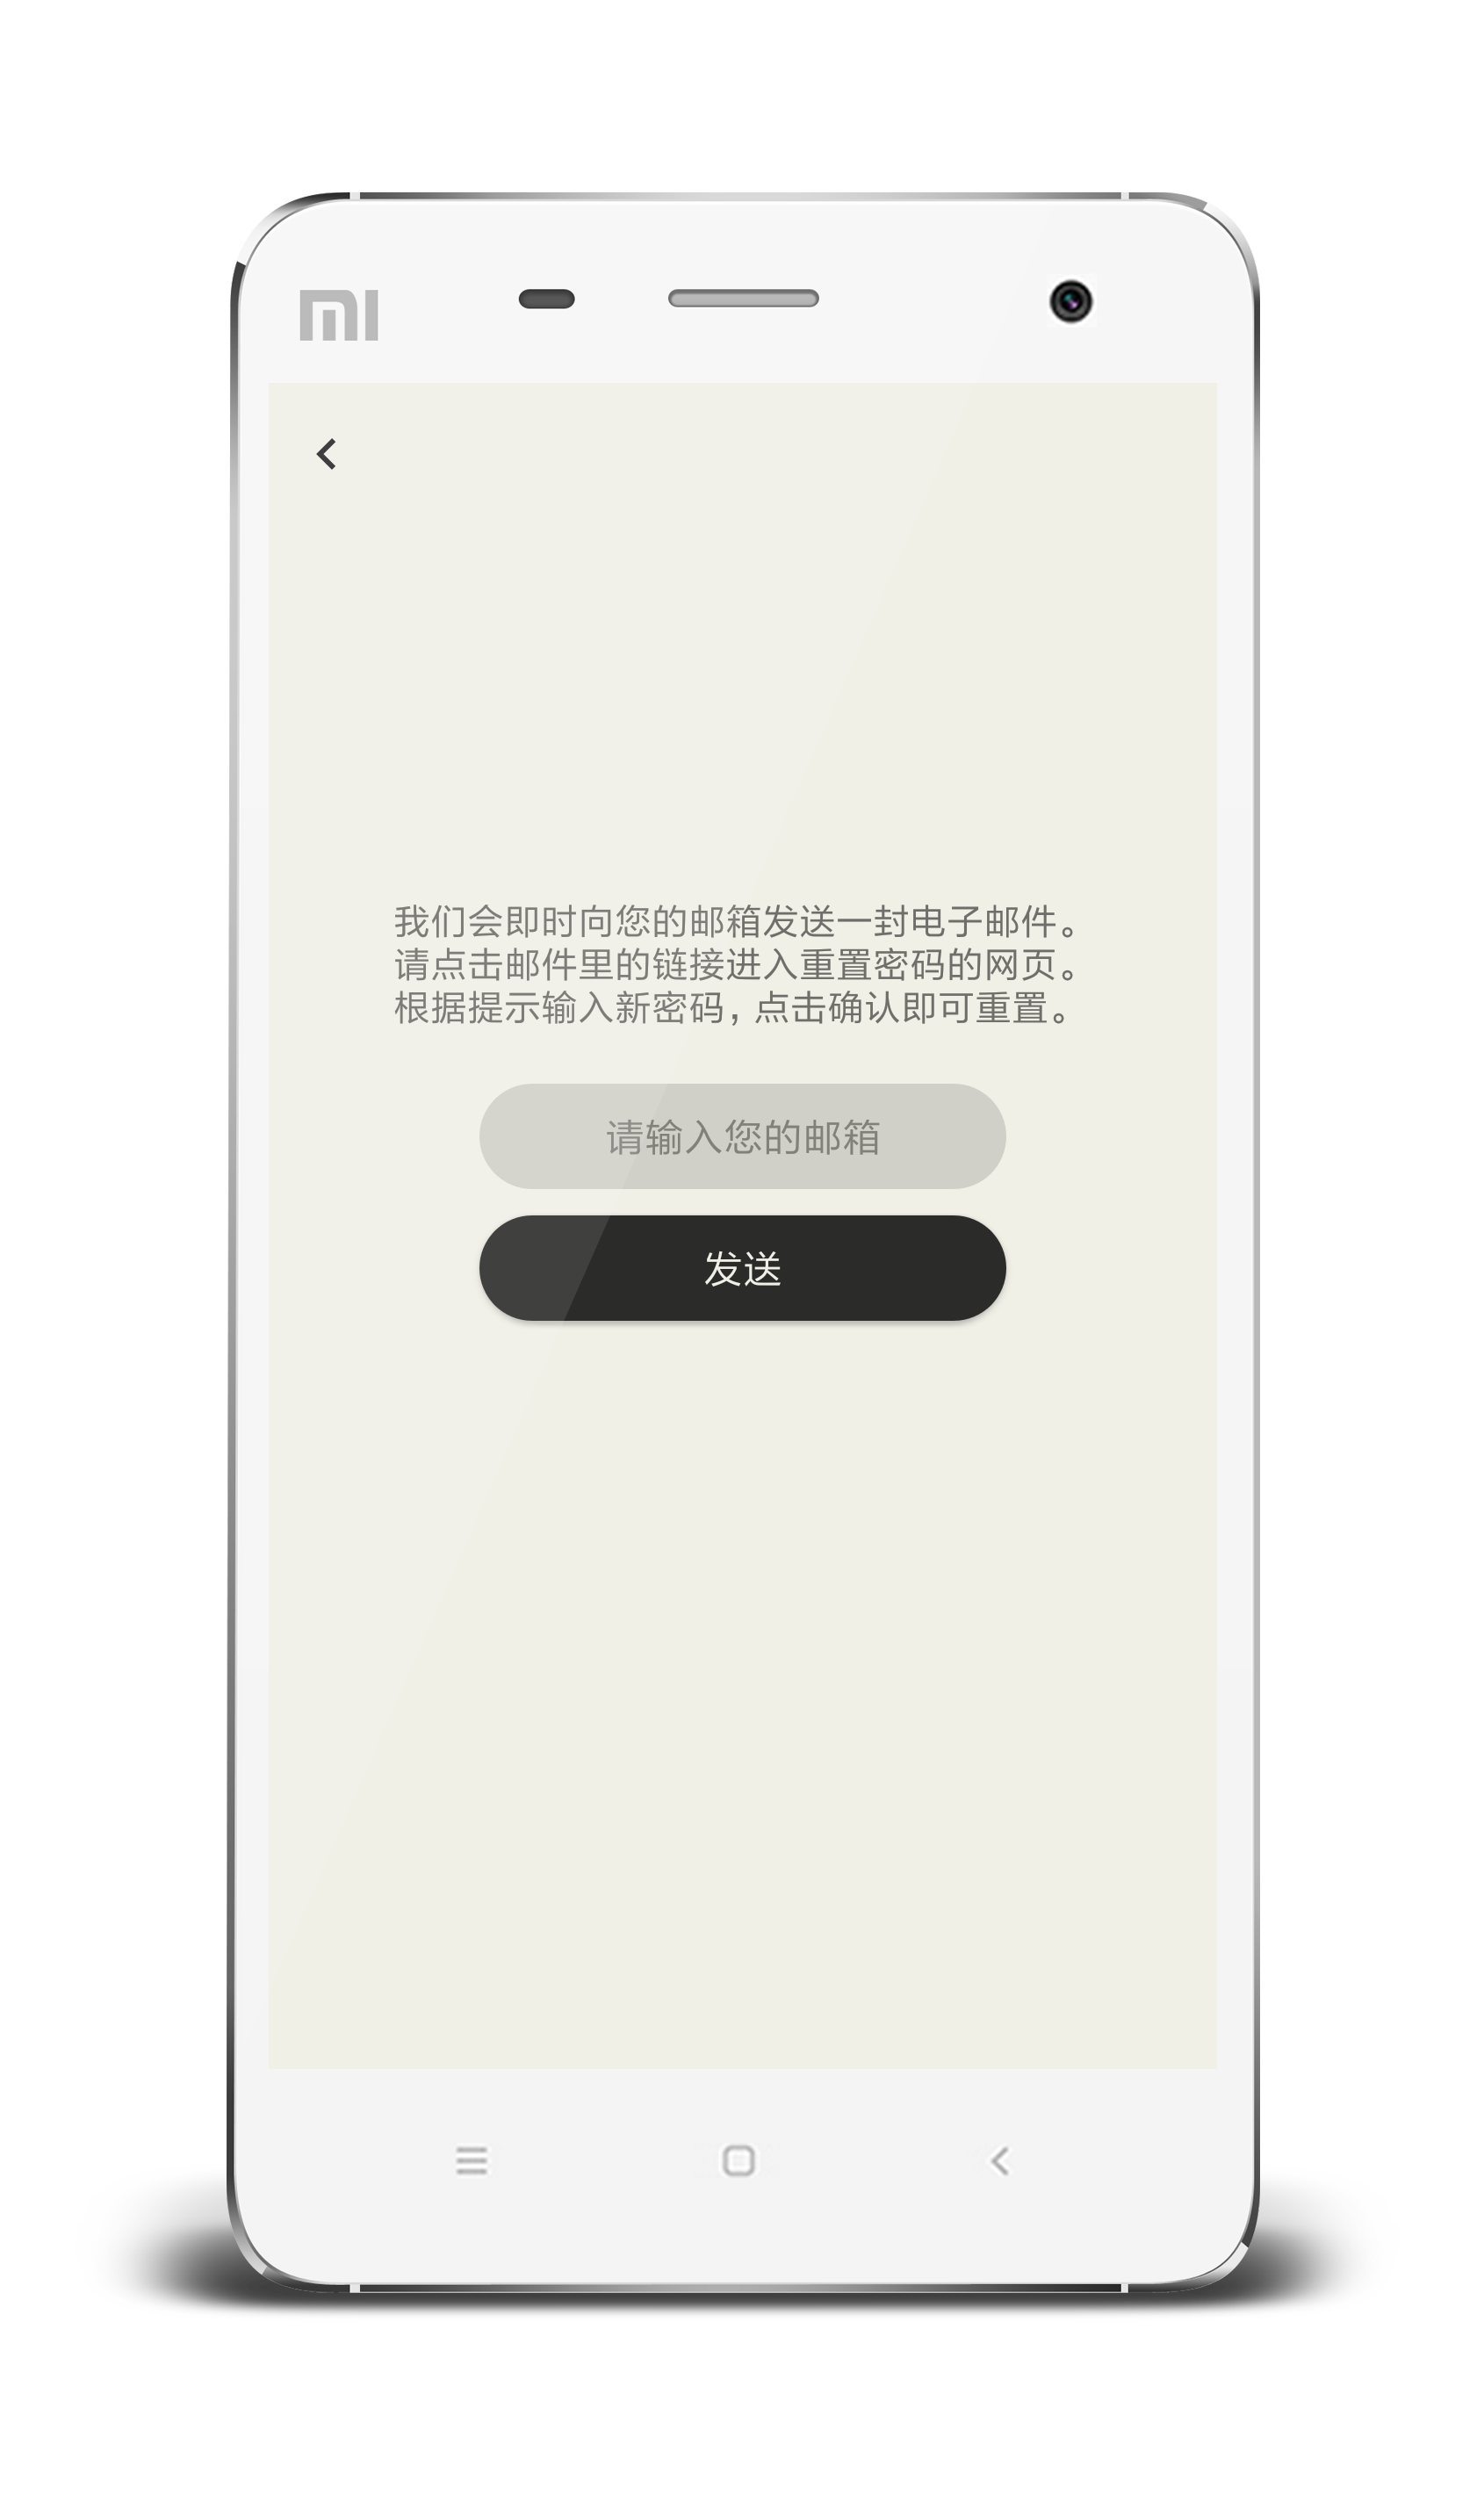 mi
我们会即时向您的邮箱发送一封电子邮件。
请点击邮件里的链接进入重置密码的网页。
根据提示输入新密码，点击确认即可重置。
请输入您的邮箱
发送